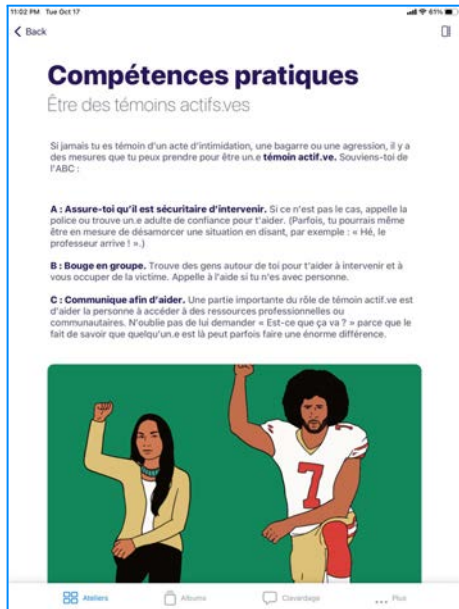 11:02 PM Tue Oct 17
61%
Back
Compétences pratiques
Être des témoins actifs.ves
Si jamais tu es témoin d'un acte d'intimidation, une bagarre ou une agression, il y a
des mesures que tu peux prendre pour être un.e témoin actif.ve. Souviens-toi de
l'ABC :
A : Assure-toi qu'il est sécuritaire d'intervenir. Si ce n'est pas le cas, appelle la
police ou trouve un.e adulte de confiance pour t'aider. (Parfois, tu pourrais même
être en mesure de désamorcer une situation en disant, par exemple : « Hé, le
professeur arrive ! ».)
B : Bouge en groupe. Trouve des gens autour de toi pour t'aider à intervenir et à
vous occuper de la victime. Appelle à l'aide si tu n'es avec personne.
C : Communique afin d'aider. Une partie importante du rôle de témoin actif.ve est
d'aider la personne à accéder à des ressources professionnelles ou
communautaires. N'oublie pas de lui demander « Est-ce que ça va ? » parce que le
fait de savoir que quelqu'un.e est là peut parfois faire une énorme différence.
7
Ateliers
Albums
Clavardage
... Plus